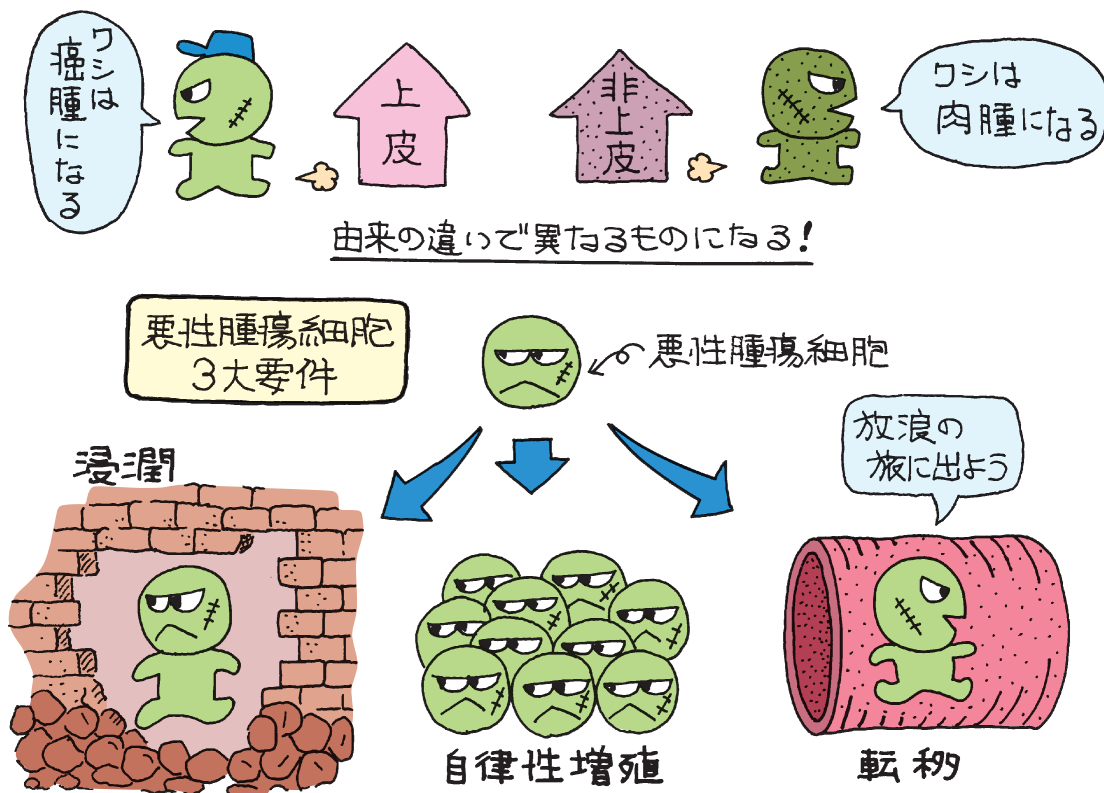 ワシは
癌腫になる
上
皮
非
上
皮
ワシは
肉腫になる
由来の違いで異なるものになる!
悪性腫瘍細胞
3大要件
悪性腫瘍細胞
放浪の
旅に出よう
浸潤
自律性増殖
転移